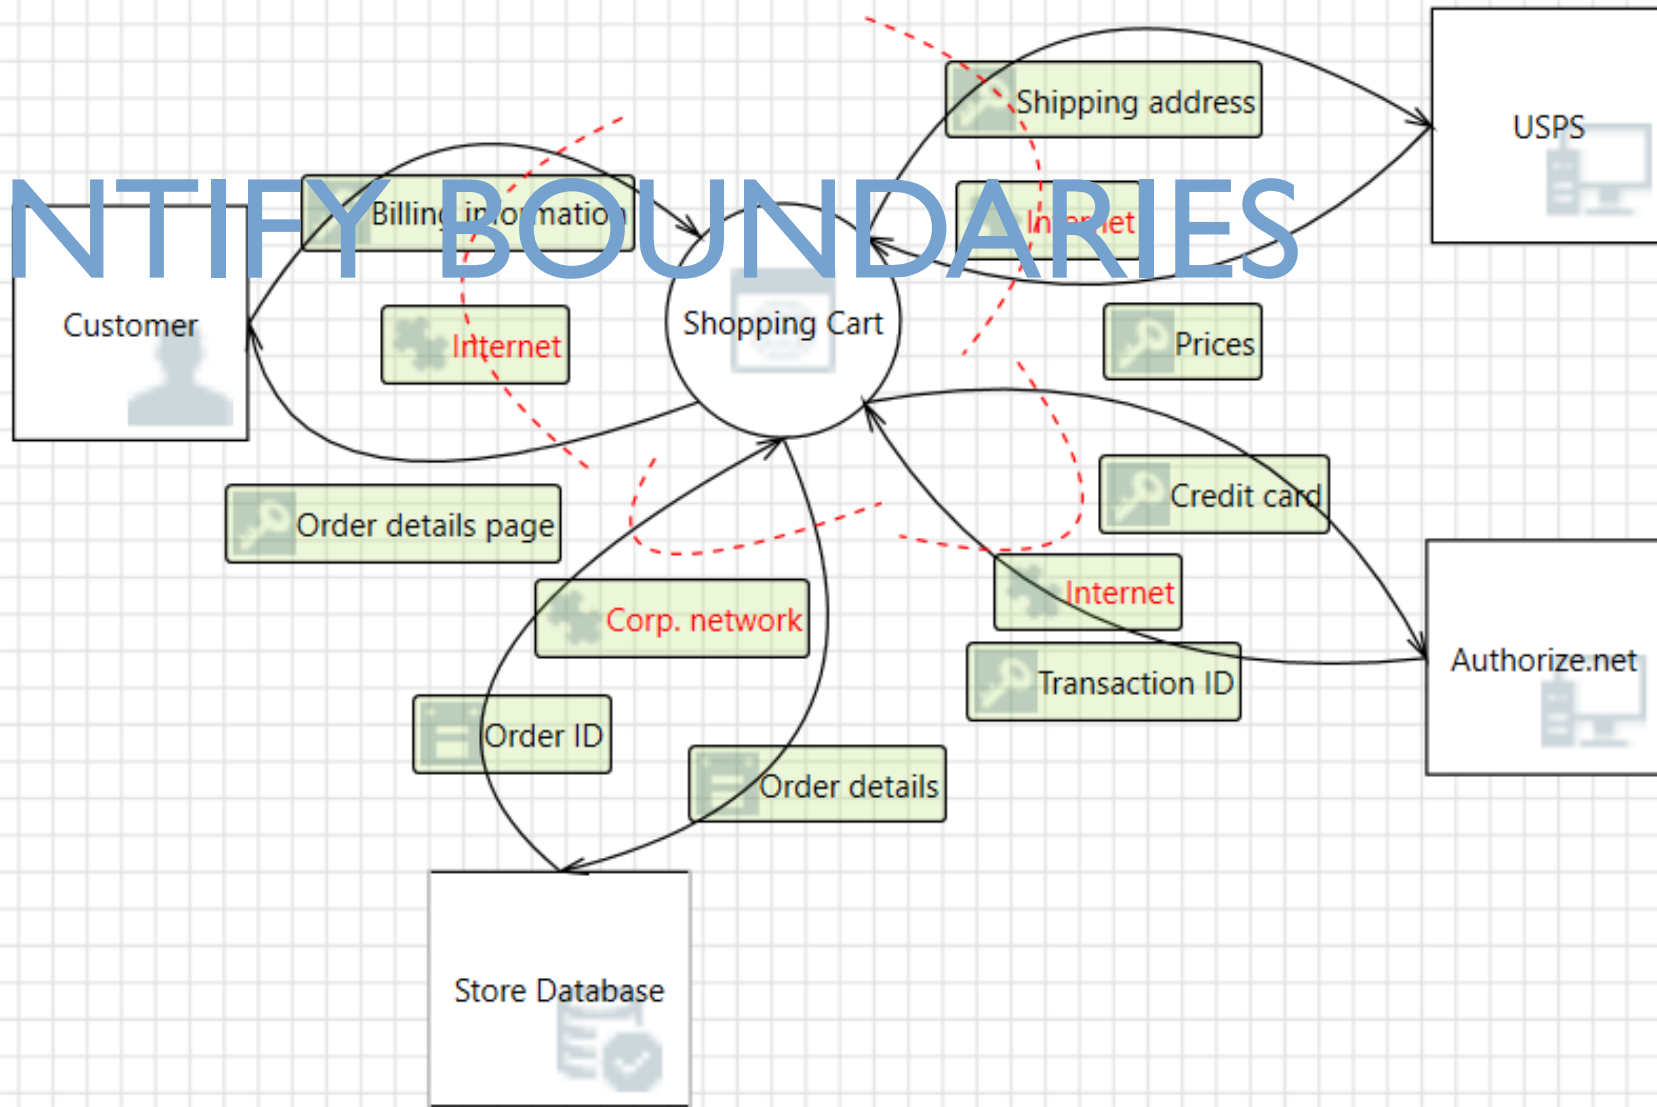 NTIFY BOUNDARIES
Shipping address
USPS
Billing information
Internet
Customer
Internet
Shopping Cart
Prices
Order details page
Credit card
Corp. network
Internet
Authorize.net
Transaction ID
Order ID
Order details
Store Database